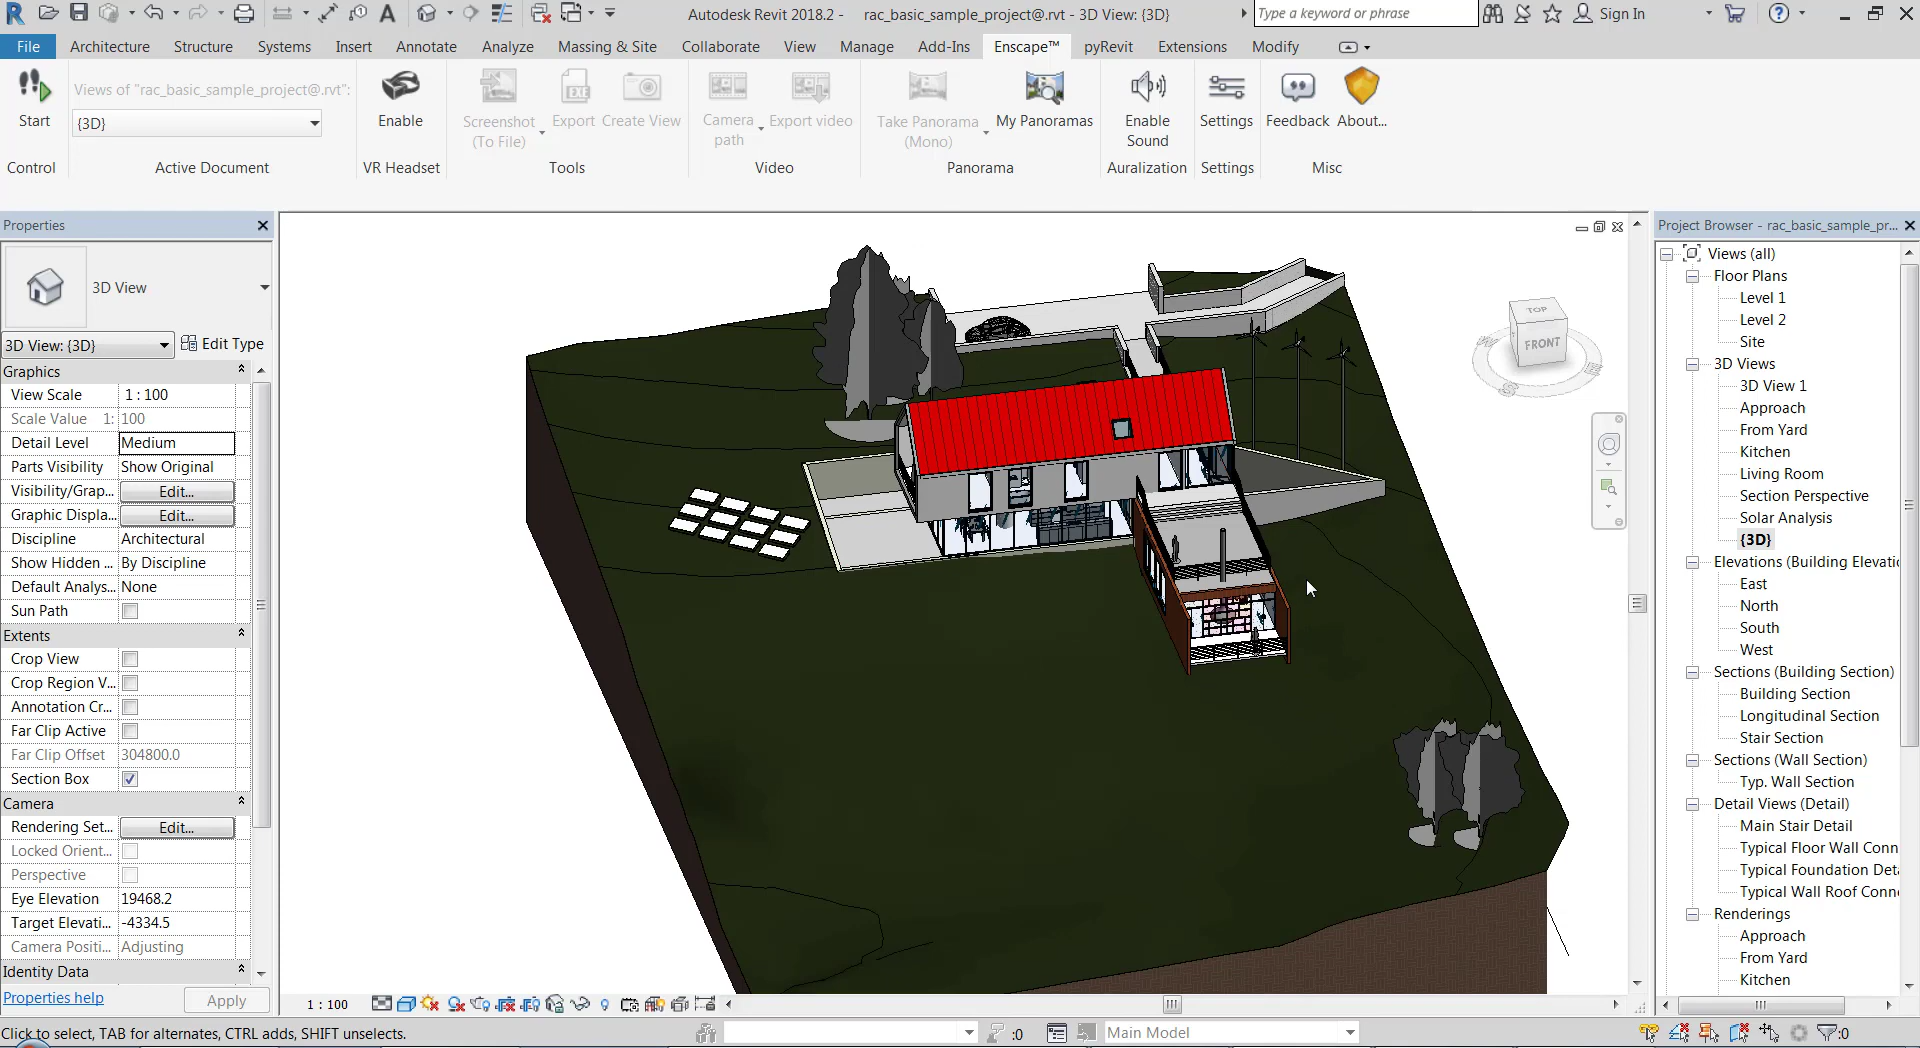 Autodesk Revit 2018.2 - rac_basic_sample_project@.rvt - 3D View: {3D}
Type a keyword or phrase
Sign In
File Architecture Structure Systems Insert Annotate Analyze Massing & Site Collaborate View Manage Add-Ins Enscape™ pyRevit Extensions Modify
Views of "rac_basic_sample_project@.rvt":
{3D}
Start
Enable
Screenshot
(To File)
Export
Create View
Camera
path
Export video
Take Panorama
(Mono)
My Panoramas
Enable
Sound
Settings
Feedback
About...
Control
Active Document
VR Headset
Tools
Video
Panorama
Auralization
Settings
Misc
Properties
3D View
3D View: {3D}
Edit Type
Graphics
View Scale 1 : 100
Scale Value 1: 100
Detail Level Medium
Parts Visibility Show Original
Visibility/Grap... Edit...
Graphic Displa... Edit...
Discipline Architectural
Show Hidden ... By Discipline
Default Analys... None
Sun Path
Extents
Crop View
Crop Region V...
Annotation Cr...
Far Clip Active
Far Clip Offset 304800.0
Section Box
Camera
Rendering Set... Edit...
Locked Orient...
Perspective
Eye Elevation 19468.2
Target Elevati... -4334.5
Camera Positi... Adjusting
Identity Data
Properties help
Apply
TOP
FRONT
1 : 100
Project Browser - rac_basic_sample_pr...
Views (all)
Floor Plans
Level 1
Level 2
Site
3D Views
3D View 1
Approach
From Yard
Kitchen
Living Room
Section Perspective
Solar Analysis
{3D}
Elevations (Building Elevatio
East
North
South
West
Sections (Building Section)
Building Section
Longitudinal Section
Stair Section
Sections (Wall Section)
Typ. Wall Section
Detail Views (Detail)
Main Stair Detail
Typical Floor Wall Conn
Typical Foundation Deta
Typical Wall Roof Conne
Renderings
Approach
From Yard
Kitchen
Click to select, TAB for alternates, CTRL adds, SHIFT unselects.
:0
Main Model
:0